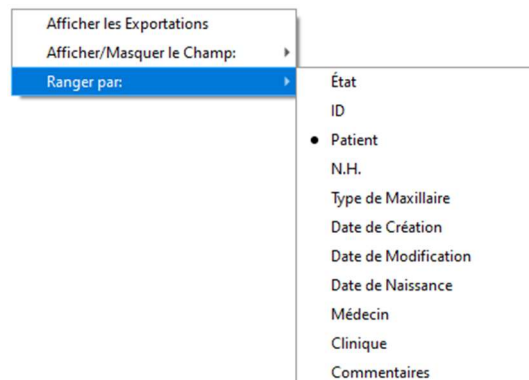 Afficher les Exportations
Afficher/Masquer le Champ:
Ranger par:
État
ID
Patient
N.H.
Type de Maxillaire
Date de Création
Date de Modification
Date de Naissance
Médecin
Clinique
Commentaires